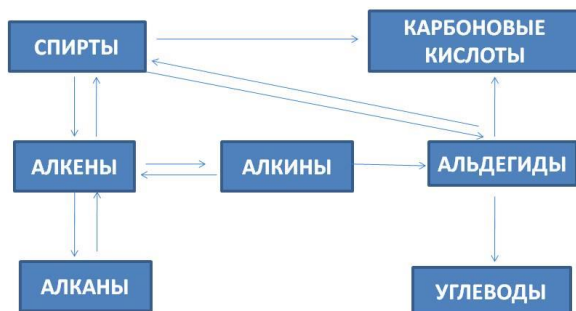 СПИРТЫ
КАРБОНОВЫЕ
КИСЛОТЫ
АЛКЕНЫ
АЛКИНЫ
АЛЬДЕГИДЫ
АЛКАНЫ
УГЛЕВОДЫ